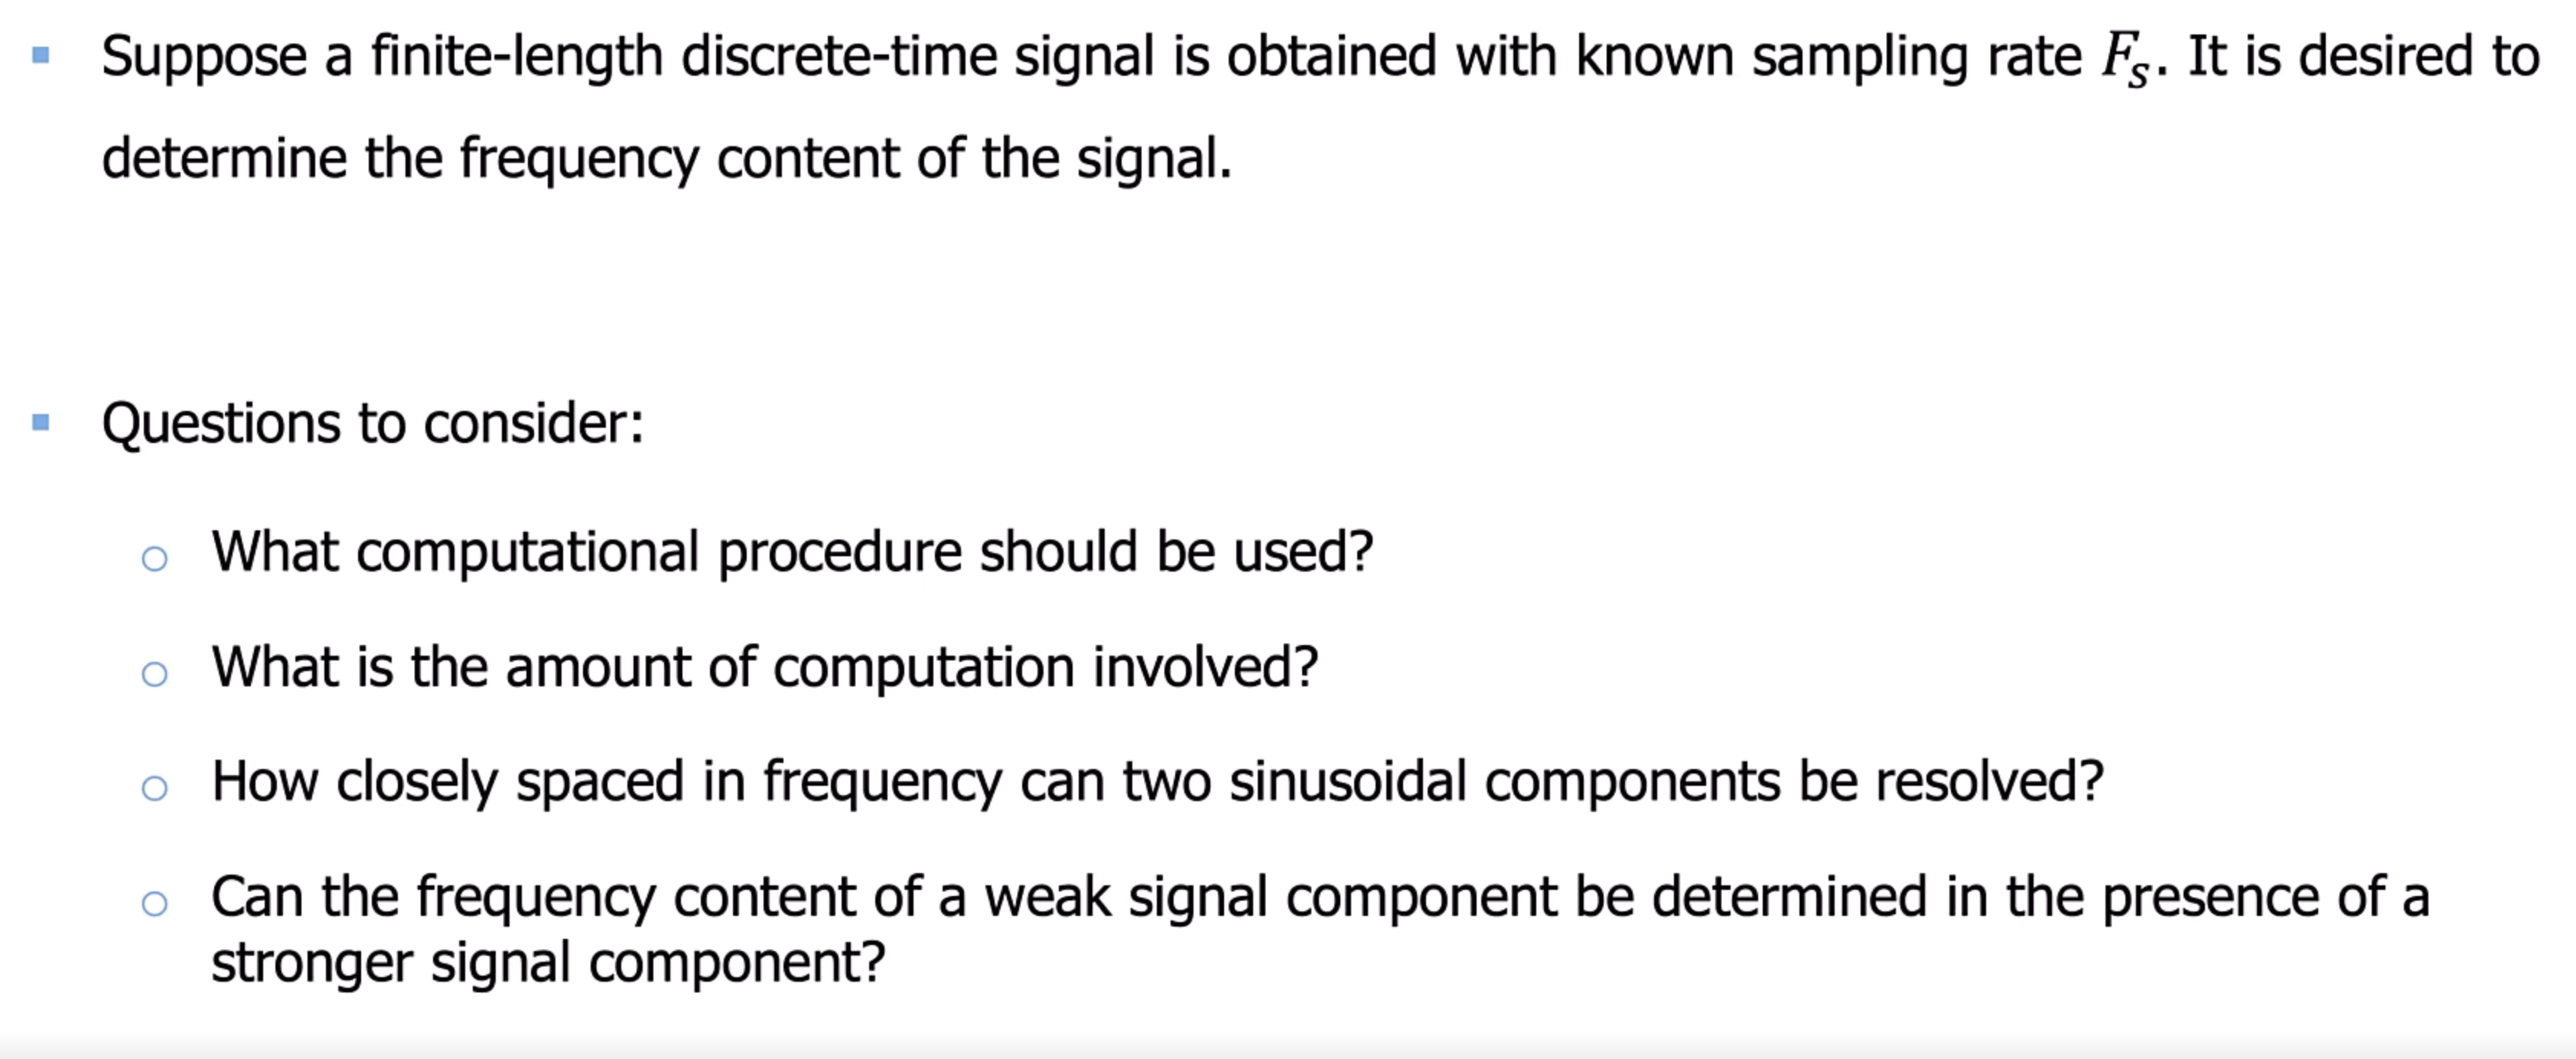 ▪ Suppose a finite-length discrete-time signal is obtained with known sampling rate Fₛ. It is desired to
determine the frequency content of the signal.
▪ Questions to consider:
○ What computational procedure should be used?
○ What is the amount of computation involved?
○ How closely spaced in frequency can two sinusoidal components be resolved?
○ Can the frequency content of a weak signal component be determined in the presence of a
stronger signal component?